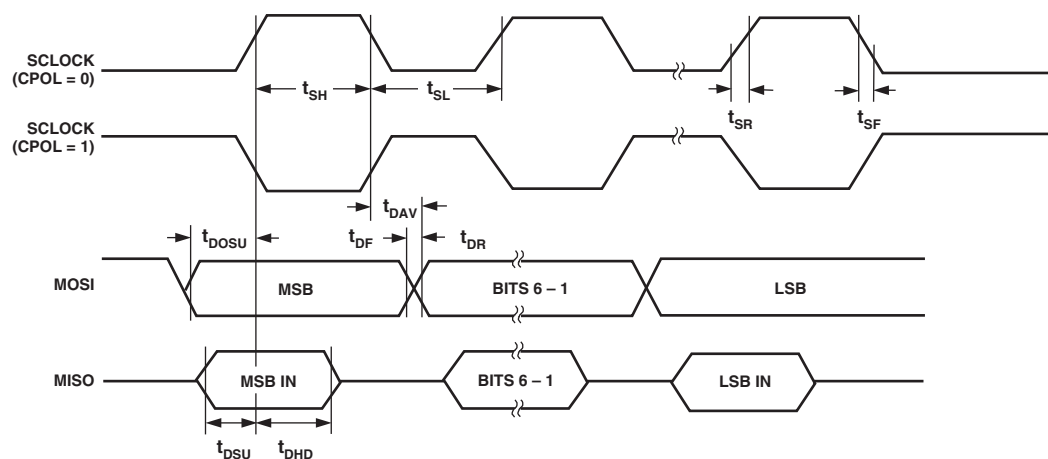 SCLOCK
(CPOL = 0)
tSH
tSL
tSR
tSF
SCLOCK
(CPOL = 1)
tDAV
tDOSU
tDF
tDR
MOSI
MSB
BITS 6 – 1
LSB
MISO
MSB IN
BITS 6 – 1
LSB IN
tDSU
tDHD